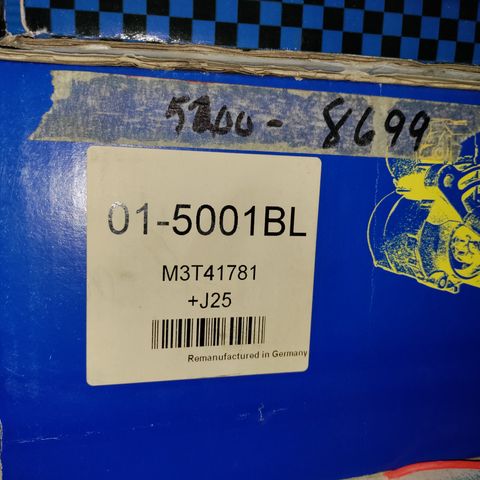 5200- 8699
01-5001BL
M3T41781
+J25
Remanufactured in Germany